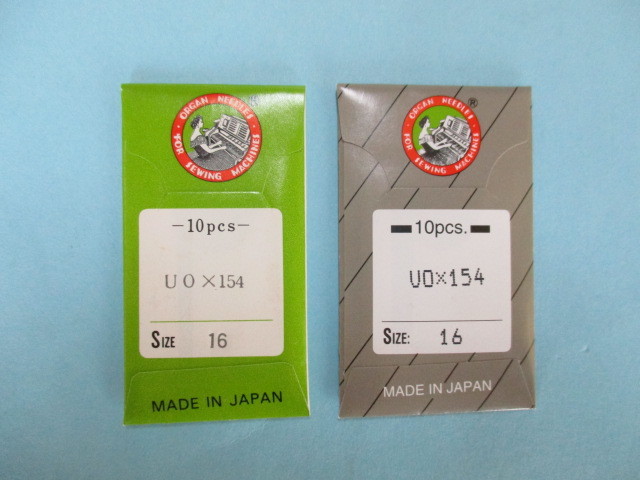 ORGAN NEEDLES
FOR SEWING MACHINES
®
-10pcs-
UO×154
SIZE 16
MADE IN JAPAN
ORGAN NEEDLES
FOR SEWING MACHINES
®
10pcs.
UO×154
SIZE: 16
MADE IN JAPAN